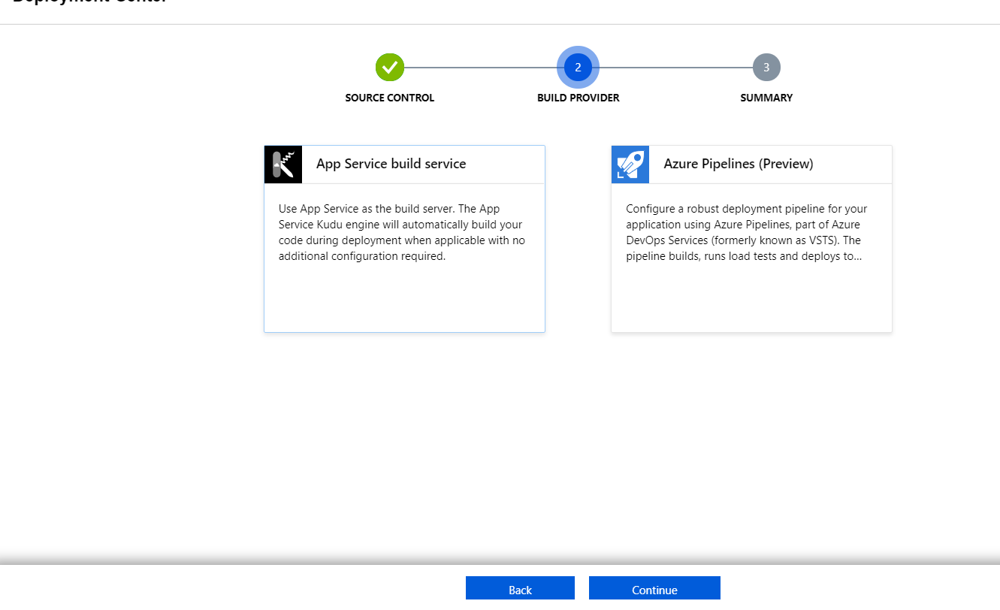 2
3
SOURCE CONTROL
BUILD PROVIDER
SUMMARY
App Service build service
Use App Service as the build server. The App
Service Kudu engine will automatically build your
code during deployment when applicable with no
additional configuration required.
Azure Pipelines (Preview)
Configure a robust deployment pipeline for your
application using Azure Pipelines, part of Azure
DevOps Services (formerly known as VSTS). The
pipeline builds, runs load tests and deploys to...
Back
Continue